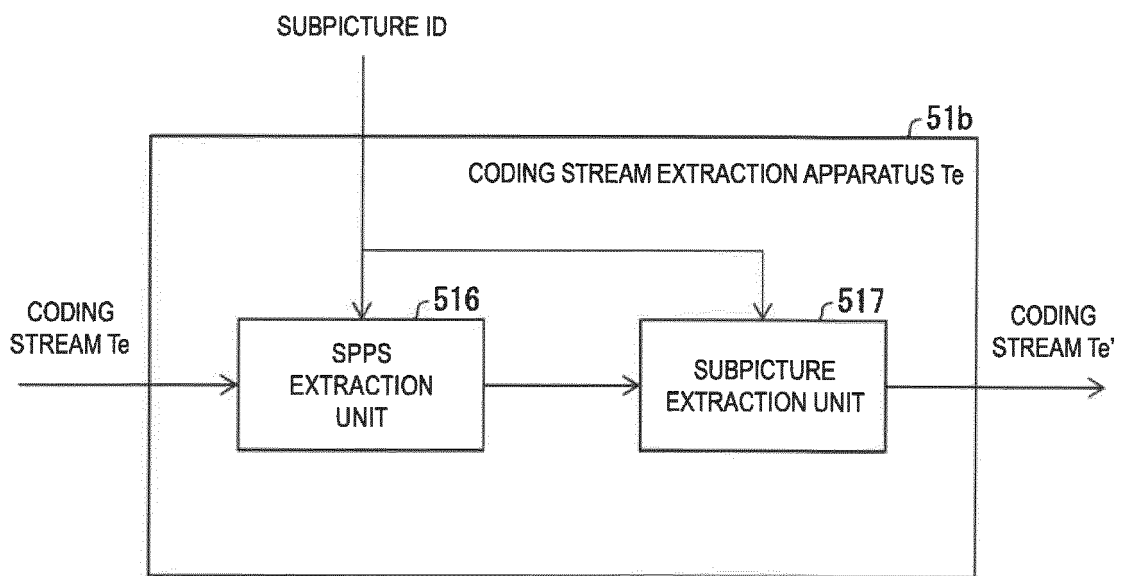 SUBPICTURE ID
51b
CODING STREAM EXTRACTION APPARATUS Te
CODING
STREAM Te
516
SPPS
EXTRACTION
UNIT
517
SUBPICTURE
EXTRACTION UNIT
CODING
STREAM Te'